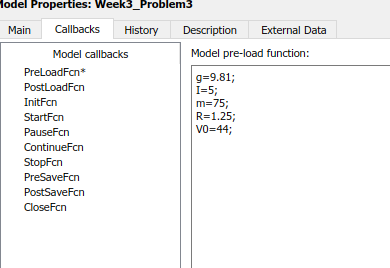 Model Properties: Week3_Problem3
Main Callbacks History Description External Data
Model callbacks
PreLoadFcn*
PostLoadFcn
InitFcn
StartFcn
PauseFcn
ContinueFcn
StopFcn
PreSaveFcn
PostSaveFcn
CloseFcn
Model pre-load function:
g=9.81;
I=5;
m=75;
R=1.25;
V0=44;